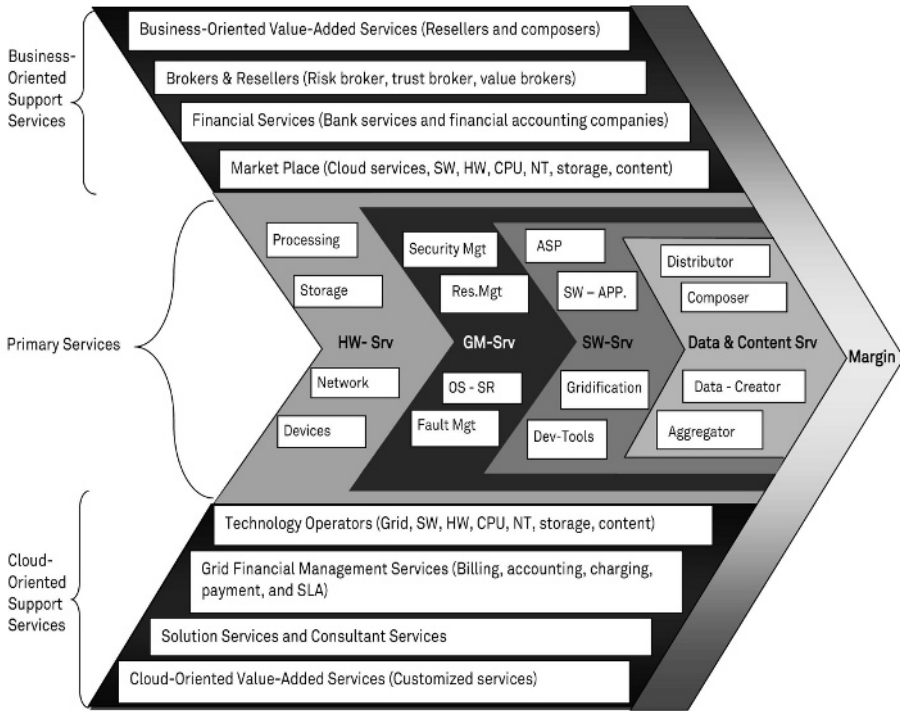 Business-
Oriented
Support
Services
Business-Oriented Value-Added Services (Resellers and composers)
Brokers & Resellers (Risk broker, trust broker, value brokers)
Financial Services (Bank services and financial accounting companies)
Market Place (Cloud services, SW, HW, CPU, NT, storage, content)
Primary Services
Processing
Storage
HW- Srv
Network
Devices
Security Mgt
Res.Mgt
GM-Srv
OS - SR
Fault Mgt
ASP
SW – APP.
SW-Srv
Gridification
Dev-Tools
Distributor
Composer
Data & Content Srv
Data - Creator
Aggregator
Margin
Cloud-
Oriented
Support
Services
Technology Operators (Grid, SW, HW, CPU, NT, storage, content)
Grid Financial Management Services (Billing, accounting, charging,
payment, and SLA)
Solution Services and Consultant Services
Cloud-Oriented Value-Added Services (Customized services)